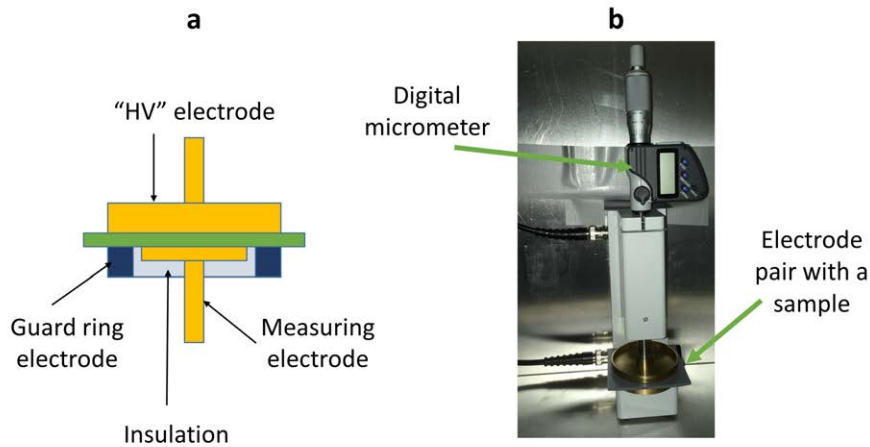 a
b
“HV” electrode
Digital
micrometer
Electrode
pair with a
sample
Guard ring
electrode
Measuring
electrode
Insulation